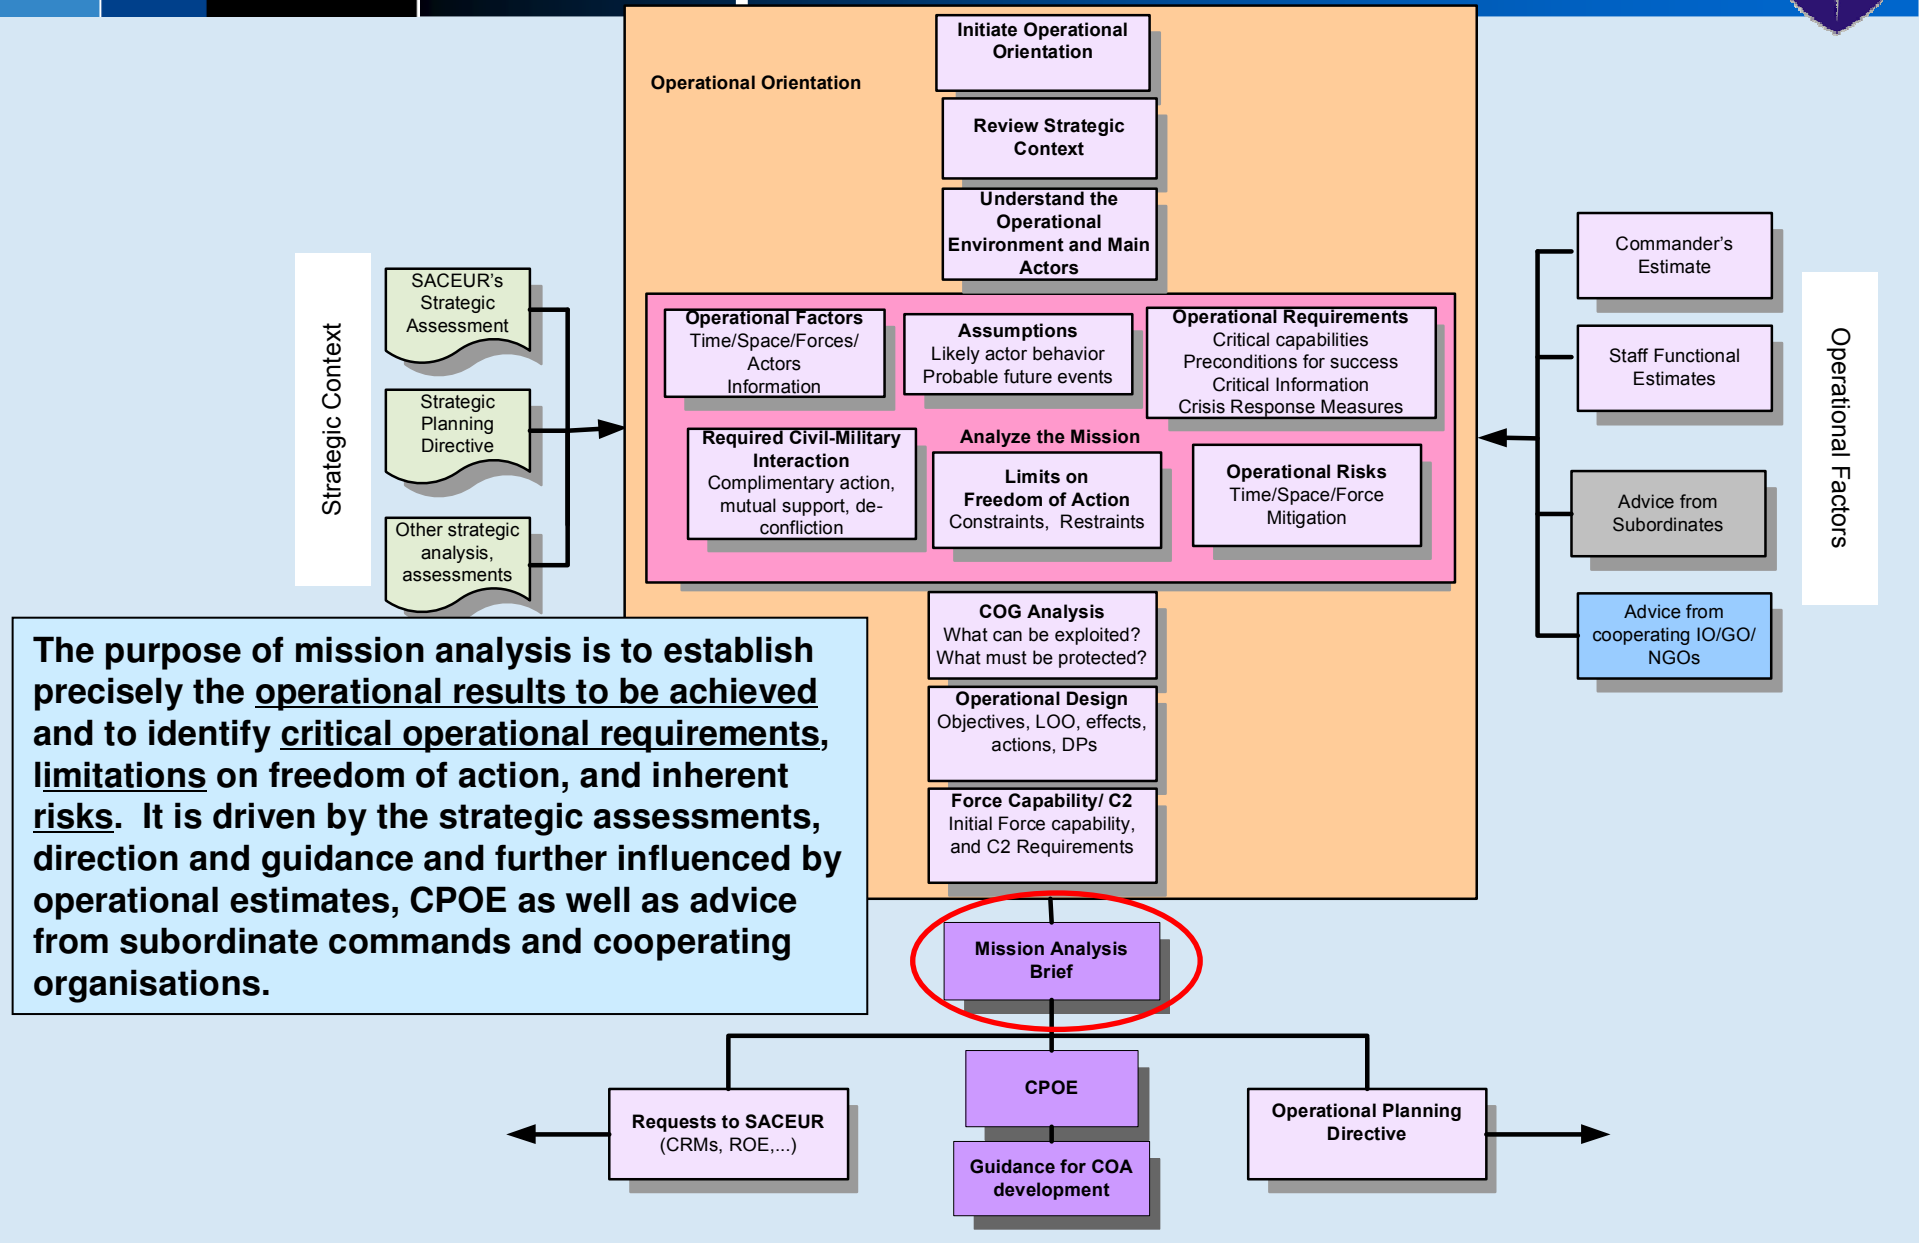 Operational Orientation
Initiate Operational
Orientation
Review Strategic
Context
Understand the
Operational
Environment and Main
Actors
Strategic Context
SACEUR's
Strategic
Assessment
Strategic
Planning
Directive
Other strategic
analysis,
assessments
Operational Factors
Time/Space/Forces/
Actors
Information
Assumptions
Likely actor behavior
Probable future events
Operational Requirements
Critical capabilities
Preconditions for success
Critical Information
Crisis Response Measures
Required Civil-Military
Interaction
Complimentary action,
mutual support, de-
confliction
Analyze the Mission
Limits on
Freedom of Action
Constraints, Restraints
Operational Risks
Time/Space/Force
Mitigation
Commander's
Estimate
Staff Functional
Estimates
Advice from
Subordinates
Advice from
cooperating IO/GO/
NGOs
Operational Factors
COG Analysis
What can be exploited?
What must be protected?
Operational Design
Objectives, LOO, effects,
actions, DPs
Force Capability/ C2
Initial Force capability,
and C2 Requirements
The purpose of mission analysis is to establish
precisely the operational results to be achieved
and to identify critical operational requirements,
limitations on freedom of action, and inherent
risks. It is driven by the strategic assessments,
direction and guidance and further influenced by
operational estimates, CPOE as well as advice
from subordinate commands and cooperating
organisations.
Mission Analysis
Brief
CPOE
Guidance for COA
development
Requests to SACEUR
(CRMs, ROE,...)
Operational Planning
Directive